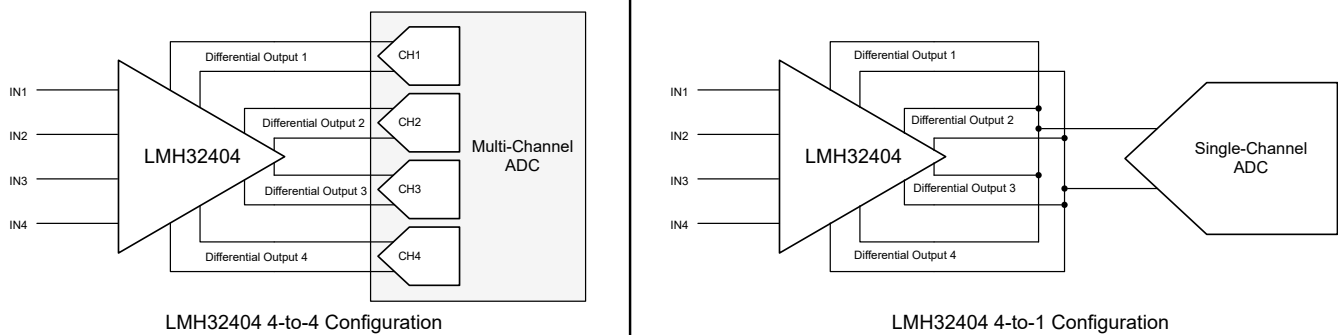 Differential Output 1
CH1
IN1
Differential Output 2
CH2
IN2
LMH32404
Multi-Channel
ADC
IN3
Differential Output 3
CH3
IN4
Differential Output 4
CH4
LMH32404 4-to-4 Configuration
Differential Output 1
IN1
Differential Output 2
IN2
LMH32404
Single-Channel
ADC
IN3
Differential Output 3
IN4
Differential Output 4
LMH32404 4-to-1 Configuration